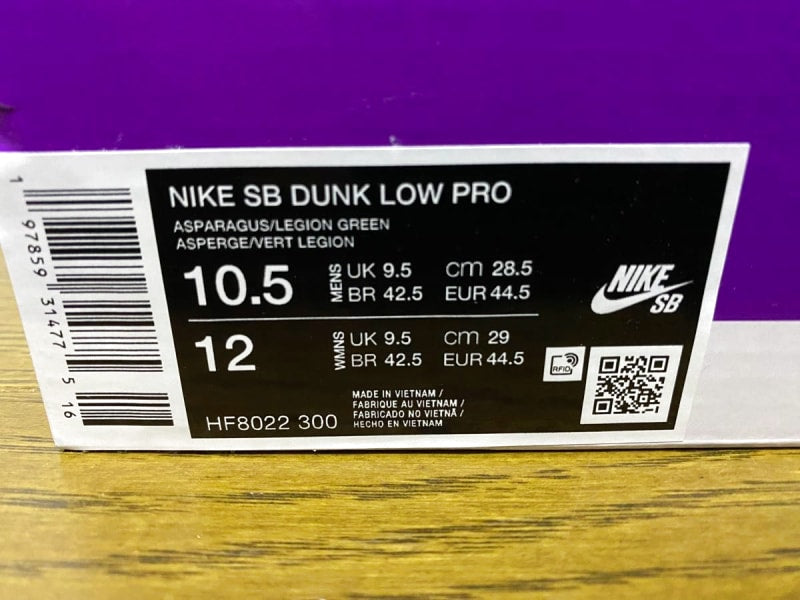 NIKE SB DUNK LOW PRO
ASPARAGUS/LEGION GREEN
ASPERGE/VERT LEGION
10.5 MENS UK 9.5 cm 28.5
BR 42.5 EUR 44.5
12 WMNS UK 9.5 cm 29
BR 42.5 EUR 44.5
HF8022 300
MADE IN VIETNAM /
FABRIQUE AU VIETNAM /
FABRICADO NO VIETNÃ /
HECHO EN VIETNAM
NIKE
SB
RFID
1 97859 31477 5 16